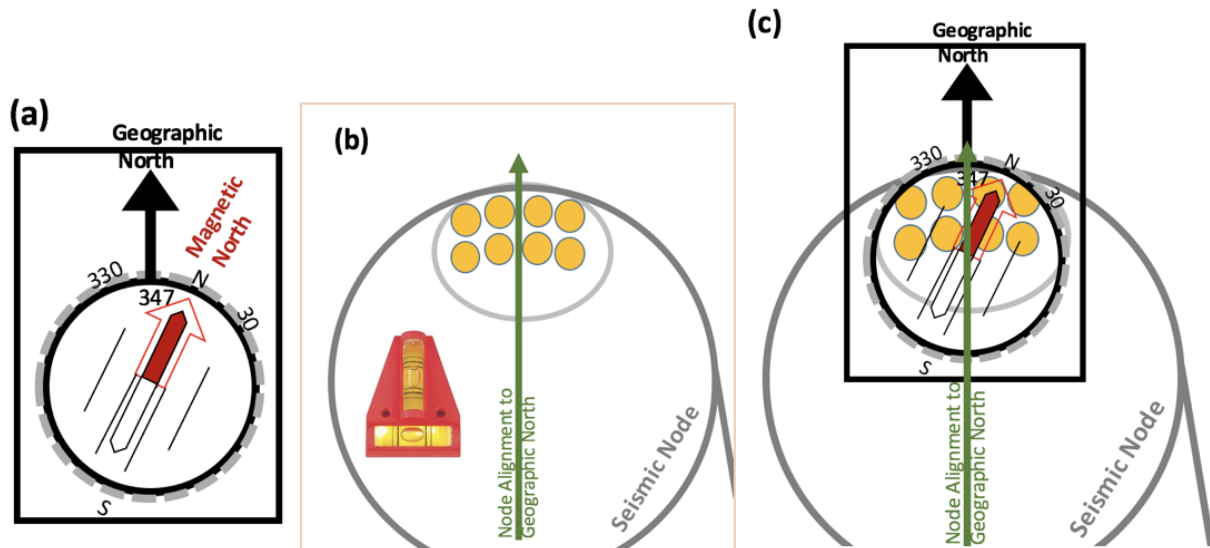 (a)
Geographic
North
Magnetic
North
330
N
347
30
S
(b)
Node Alignment to
Geographic North
Seismic Node
(c)
Geographic
North
330
N
347
30
S
Node Alignment to
Geographic North
Seismic Node